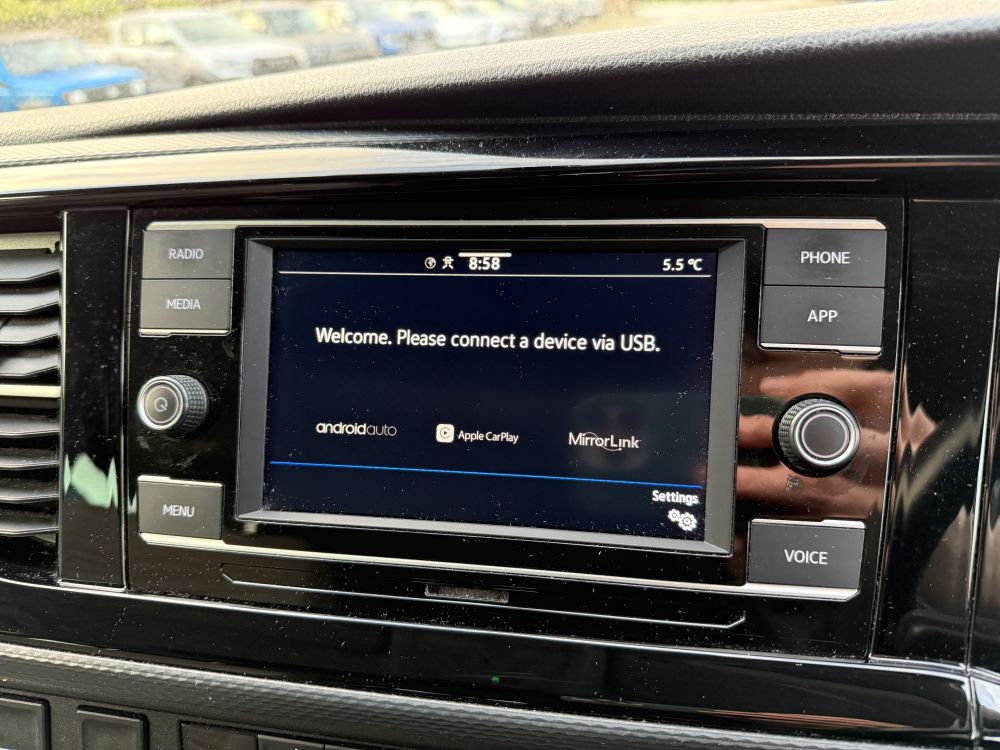 RADIO
MEDIA
MENU
8:58
5.5 °C
Welcome. Please connect a device via USB.
androidauto
Apple CarPlay
MirrorLink
Settings
PHONE
APP
VOICE